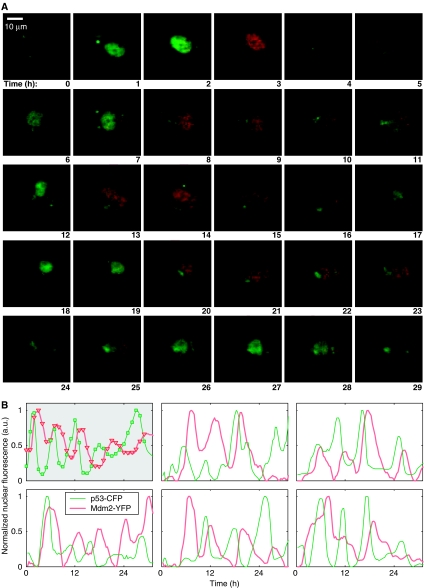 A
10 μm
Time (h): 0 1 2 3 4 5
6 7 8 9 10 11
12 13 14 15 16 17
18 19 20 21 22 23
24 25 26 27 28 29
B
Normalized nuclear fluorescence (a.u.)
1
0.5
0
1
0.5
0
p53-CFP
Mdm2-YFP
0 12 24 0 12 24 0 12 24
Time (h)